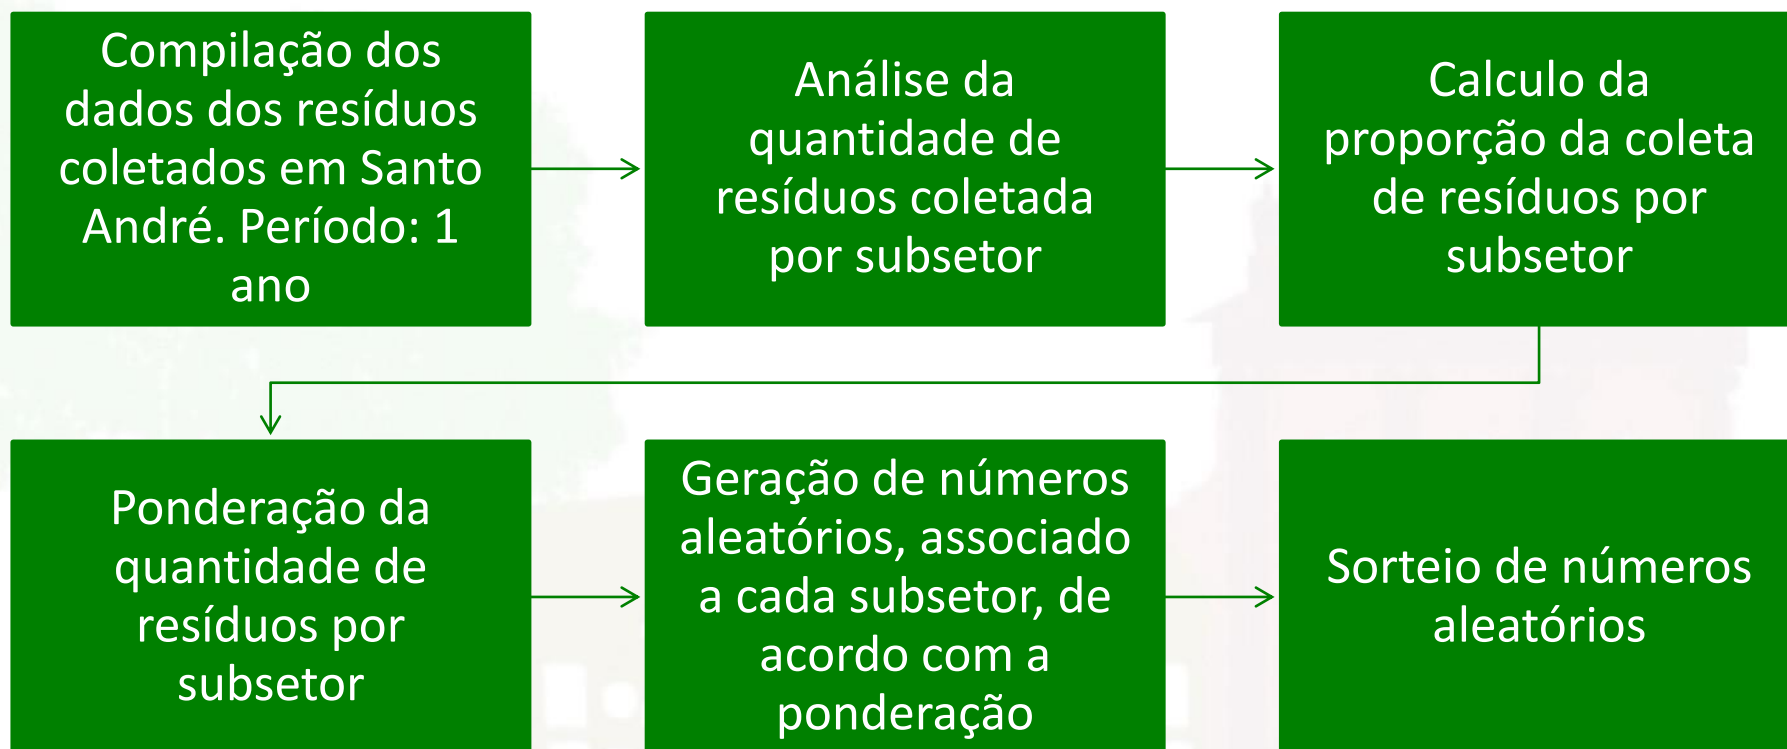 Compilação dos
dados dos resíduos
coletados em Santo
André. Período: 1
ano
Análise da
quantidade de
resíduos coletada
por subsetor
Calculo da
proporção da coleta
de resíduos por
subsetor
Ponderação da
quantidade de
resíduos por
subsetor
Geração de números
aleatórios, associado
a cada subsetor, de
acordo com a
ponderação
Sorteio de números
aleatórios